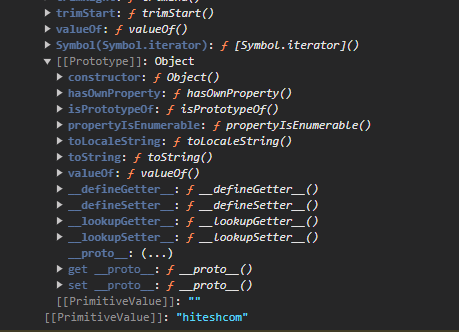 trimStart: ƒ trimStart()
valueOf: ƒ valueOf()
Symbol(Symbol.iterator): ƒ [Symbol.iterator]()
[[Prototype]]: Object
constructor: ƒ Object()
hasOwnProperty: ƒ hasOwnProperty()
isPrototypeOf: ƒ isPrototypeOf()
propertyIsEnumerable: ƒ propertyIsEnumerable()
toLocaleString: ƒ toLocaleString()
toString: ƒ toString()
valueOf: ƒ valueOf()
__defineGetter__: ƒ __defineGetter__()
__defineSetter__: ƒ __defineSetter__()
__lookupGetter__: ƒ __lookupGetter__()
__lookupSetter__: ƒ __lookupSetter__()
__proto__: (...)
get __proto__: ƒ __proto__()
set __proto__: ƒ __proto__()
[[PrimitiveValue]]: ""
[[PrimitiveValue]]: "hiteshcom"